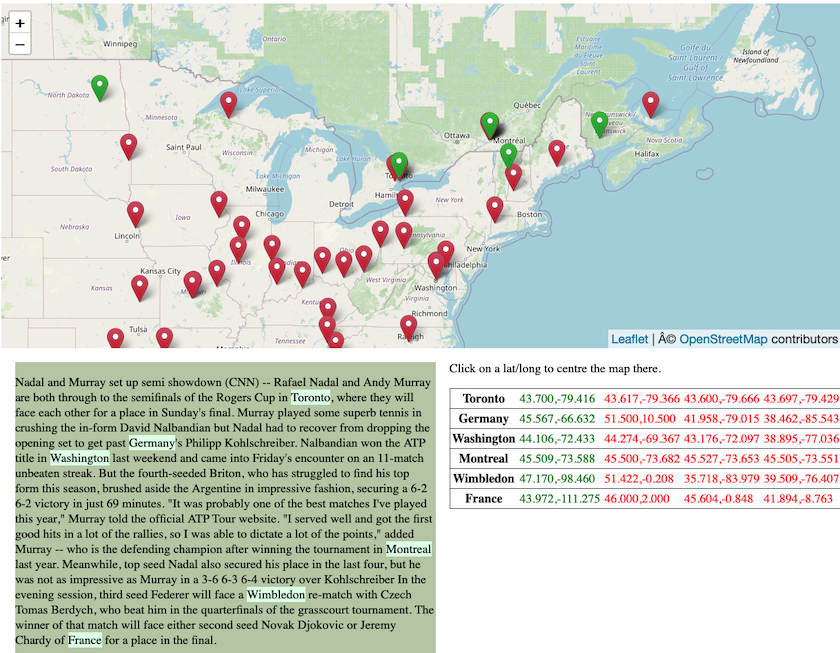 +
−
Winnipeg
Ontario
Estuaire
Maritime
du Fleuve
Saint
Laurent
Golfe du
Saint-Laurent /
Gulf of
Saint Lawrence
Island of
Newfoundland
North Dakota
Lake Superior
Québec
Minnesota
Ottawa
Montréal
Nova Scotia
Halifax
Saint Paul
Wisconsin
Michigan
Lake Huron
South Dakota
Lake Michigan
Milwaukee
Detroit
New York
Boston
Iowa
Chicago
Nebraska
Lincoln
New York
Philadelphia
Kansas City
West Virginia
Washington
Kansas
Virginia
Richmond
Tulsa
Tennessee
Leaflet | Â© OpenStreetMap contributors
Click on a lat/long to centre the map there.
Nadal and Murray set up semi showdown (CNN) -- Rafael Nadal and Andy Murray
are both through to the semifinals of the Rogers Cup in Toronto, where they will
face each other for a place in Sunday's final. Murray played some superb tennis in
crushing the in-form David Nalbandian but Nadal had to recover from dropping the
opening set to get past Germany's Philipp Kohlschreiber. Nalbandian won the ATP
title in Washington last weekend and came into Friday's encounter on an 11-match
unbeaten streak. But the fourth-seeded Briton, who has struggled to find his top
form this season, brushed aside the Argentine in impressive fashion, securing a 6-2
6-2 victory in just 69 minutes. "It was probably one of the best matches I've played
this year," Murray told the official ATP Tour website. "I served well and got the first
good hits in a lot of the rallies, so I was able to dictate a lot of the points," added
Murray -- who is the defending champion after winning the tournament in Montreal
last year. Meanwhile, top seed Nadal also secured his place in the last four, but he
was not as impressive as Murray in a 3-6 6-3 6-4 victory over Kohlschreiber In the
evening session, third seed Federer will face a Wimbledon re-match with Czech
Tomas Berdych, who beat him in the quarterfinals of the grasscourt tournament. The
winner of that match will face either second seed Novak Djokovic or Jeremy
Chardy of France for a place in the final.
Toronto 43.700,-79.416 43.617,-79.366 43.600,-79.666 43.697,-79.429
Germany 45.567,-66.632 51.500,10.500 41.958,-79.015 38.462,-85.543
Washington 44.106,-72.433 44.274,-69.367 43.176,-72.097 38.895,-77.036
Montreal 45.509,-73.588 45.500,-73.682 45.527,-73.653 45.505,-73.551
Wimbledon 47.170,-98.460 51.422,-0.208 35.718,-83.979 39.509,-76.407
France 43.972,-111.275 46.000,2.000 45.604,-0.848 41.894,-8.763